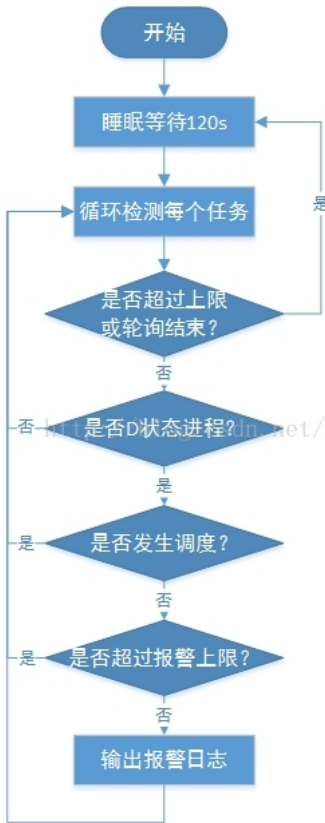 开始
睡眠等待120s
循环检测每个任务
是
是否超过上限
或轮询结束？
否
否
是否D状态进程？
是
是
是否发生调度？
否
是
是否超过报警上限？
否
输出报警日志